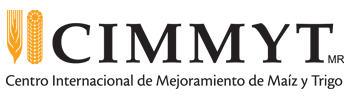 CIMMYT MR
Centro Internacional de Mejoramiento de Maíz y Trigo